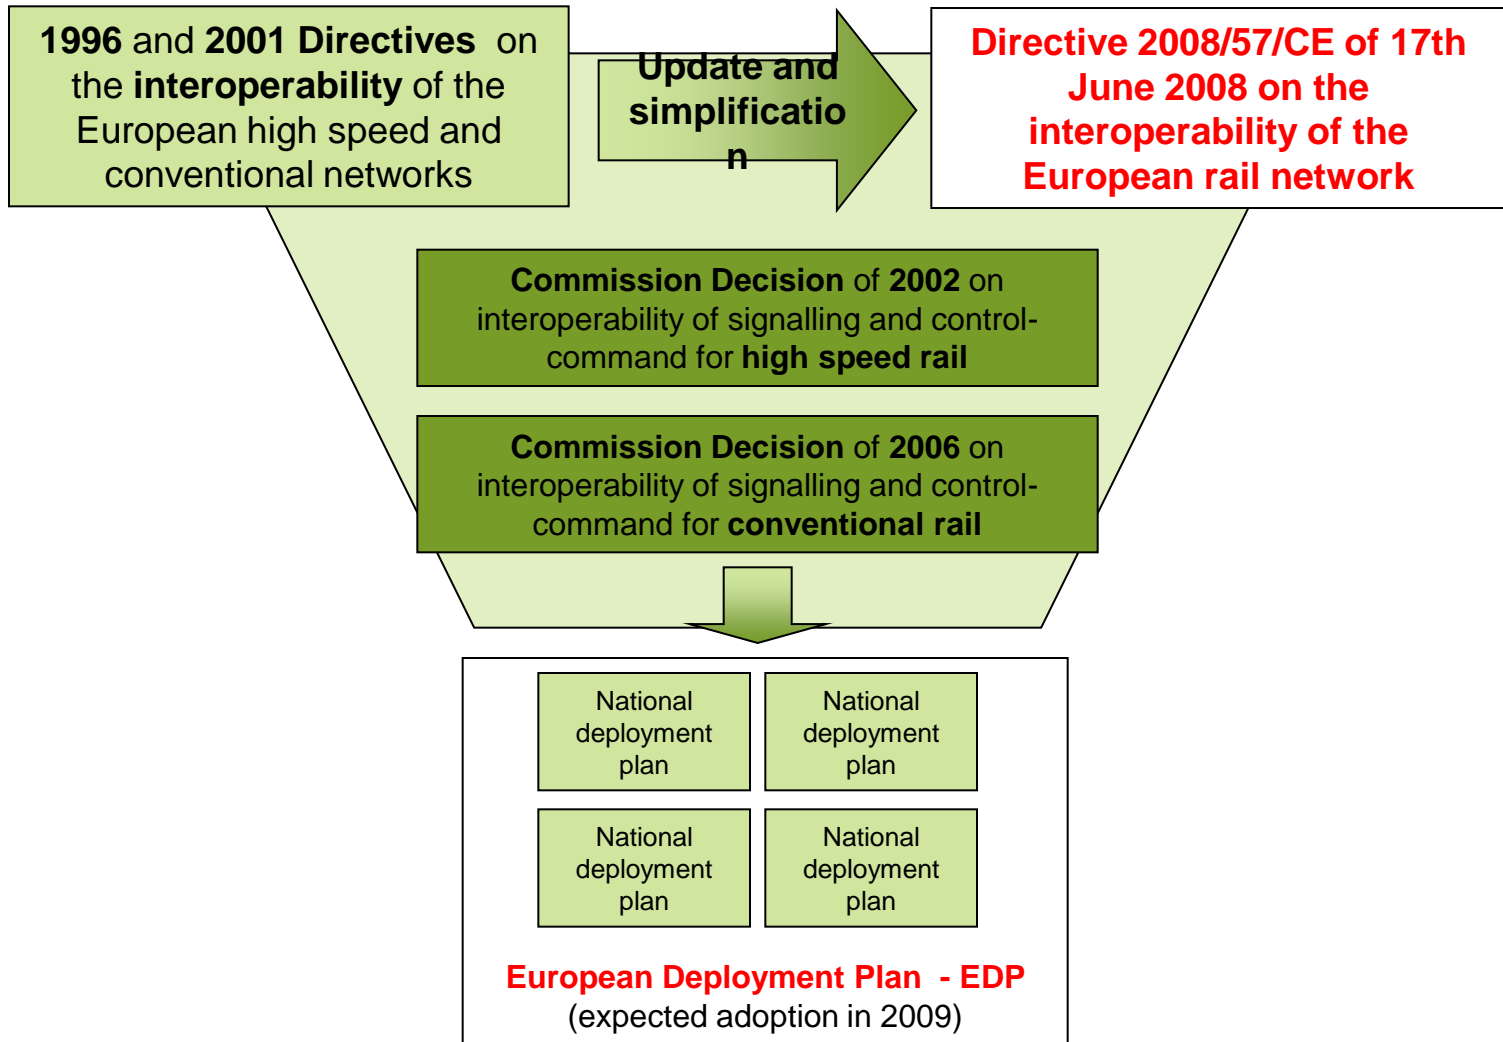 1996 and 2001 Directives on
the interoperability of the
European high speed and
conventional networks
Update and
simplificatio
n
Directive 2008/57/CE of 17th
June 2008 on the
interoperability of the
European rail network
Commission Decision of 2002 on
interoperability of signalling and control-
command for high speed rail
Commission Decision of 2006 on
interoperability of signalling and control-
command for conventional rail
National
deployment
plan
National
deployment
plan
National
deployment
plan
National
deployment
plan
European Deployment Plan - EDP
(expected adoption in 2009)